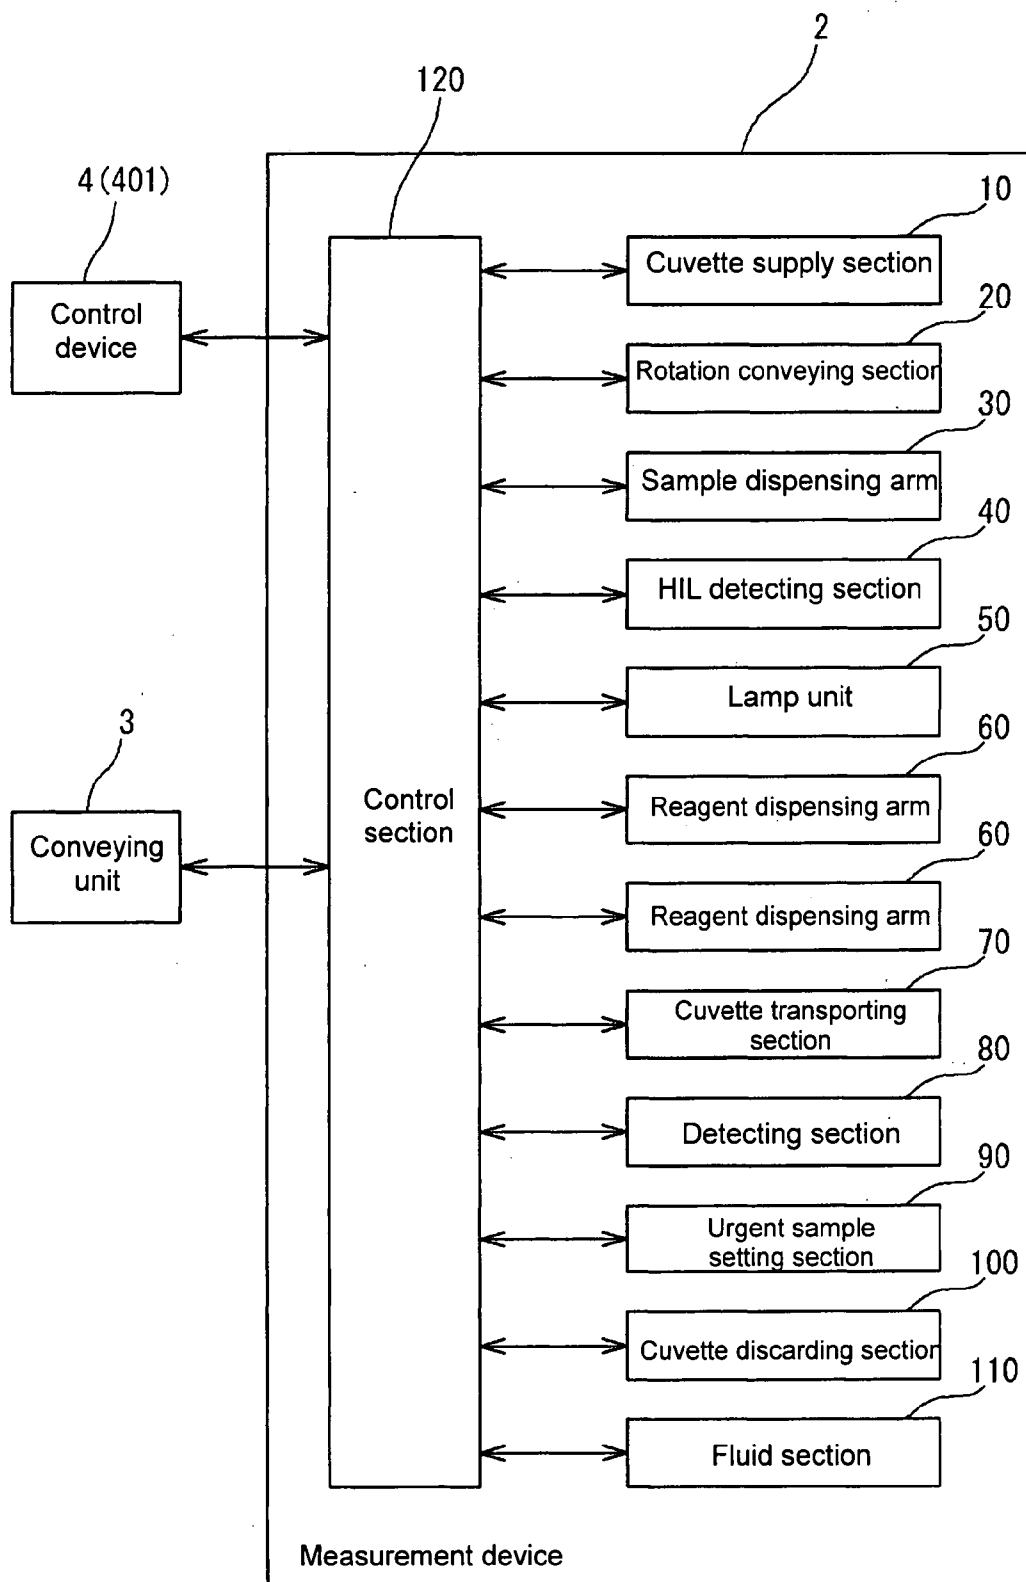 2
120
4(401)
10
Cuvette supply section
Control
device
20
Rotation conveying section
30
Sample dispensing arm
40
HIL detecting section
50
Lamp unit
3
60
Reagent dispensing arm
Control
section
Conveying
unit
60
Reagent dispensing arm
70
Cuvette transporting
section
80
Detecting section
90
Urgent sample
setting section
100
Cuvette discarding section
110
Fluid section
Measurement device